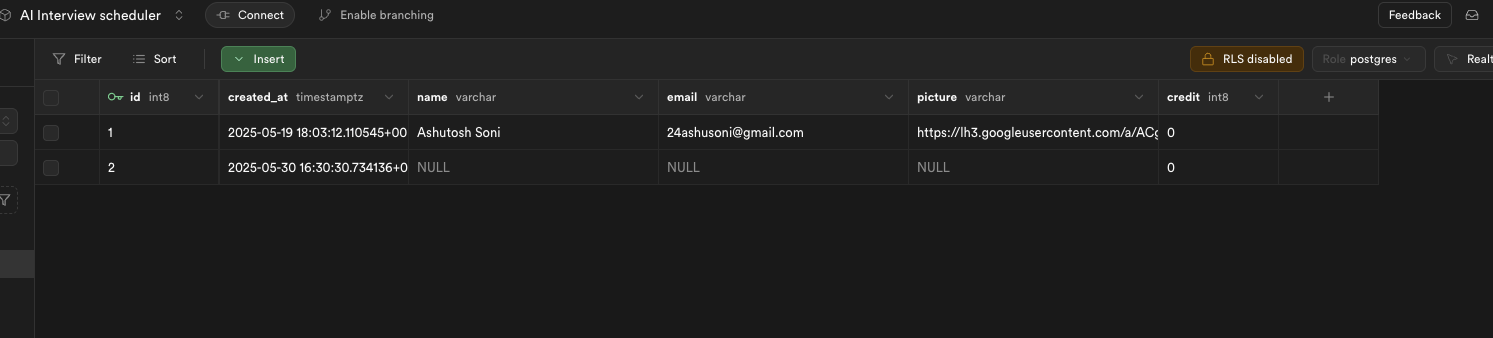 AI Interview scheduler Connect Enable branching Feedback
Filter Sort Insert RLS disabled Role postgres Realt
id int8 created_at timestamptz name varchar email varchar picture varchar credit int8 +
1 2025-05-19 18:03:12.110545+00 Ashutosh Soni 24ashusoni@gmail.com https://lh3.googleusercontent.com/a/ACg 0
2 2025-05-30 16:30:30.734136+0 NULL NULL NULL 0